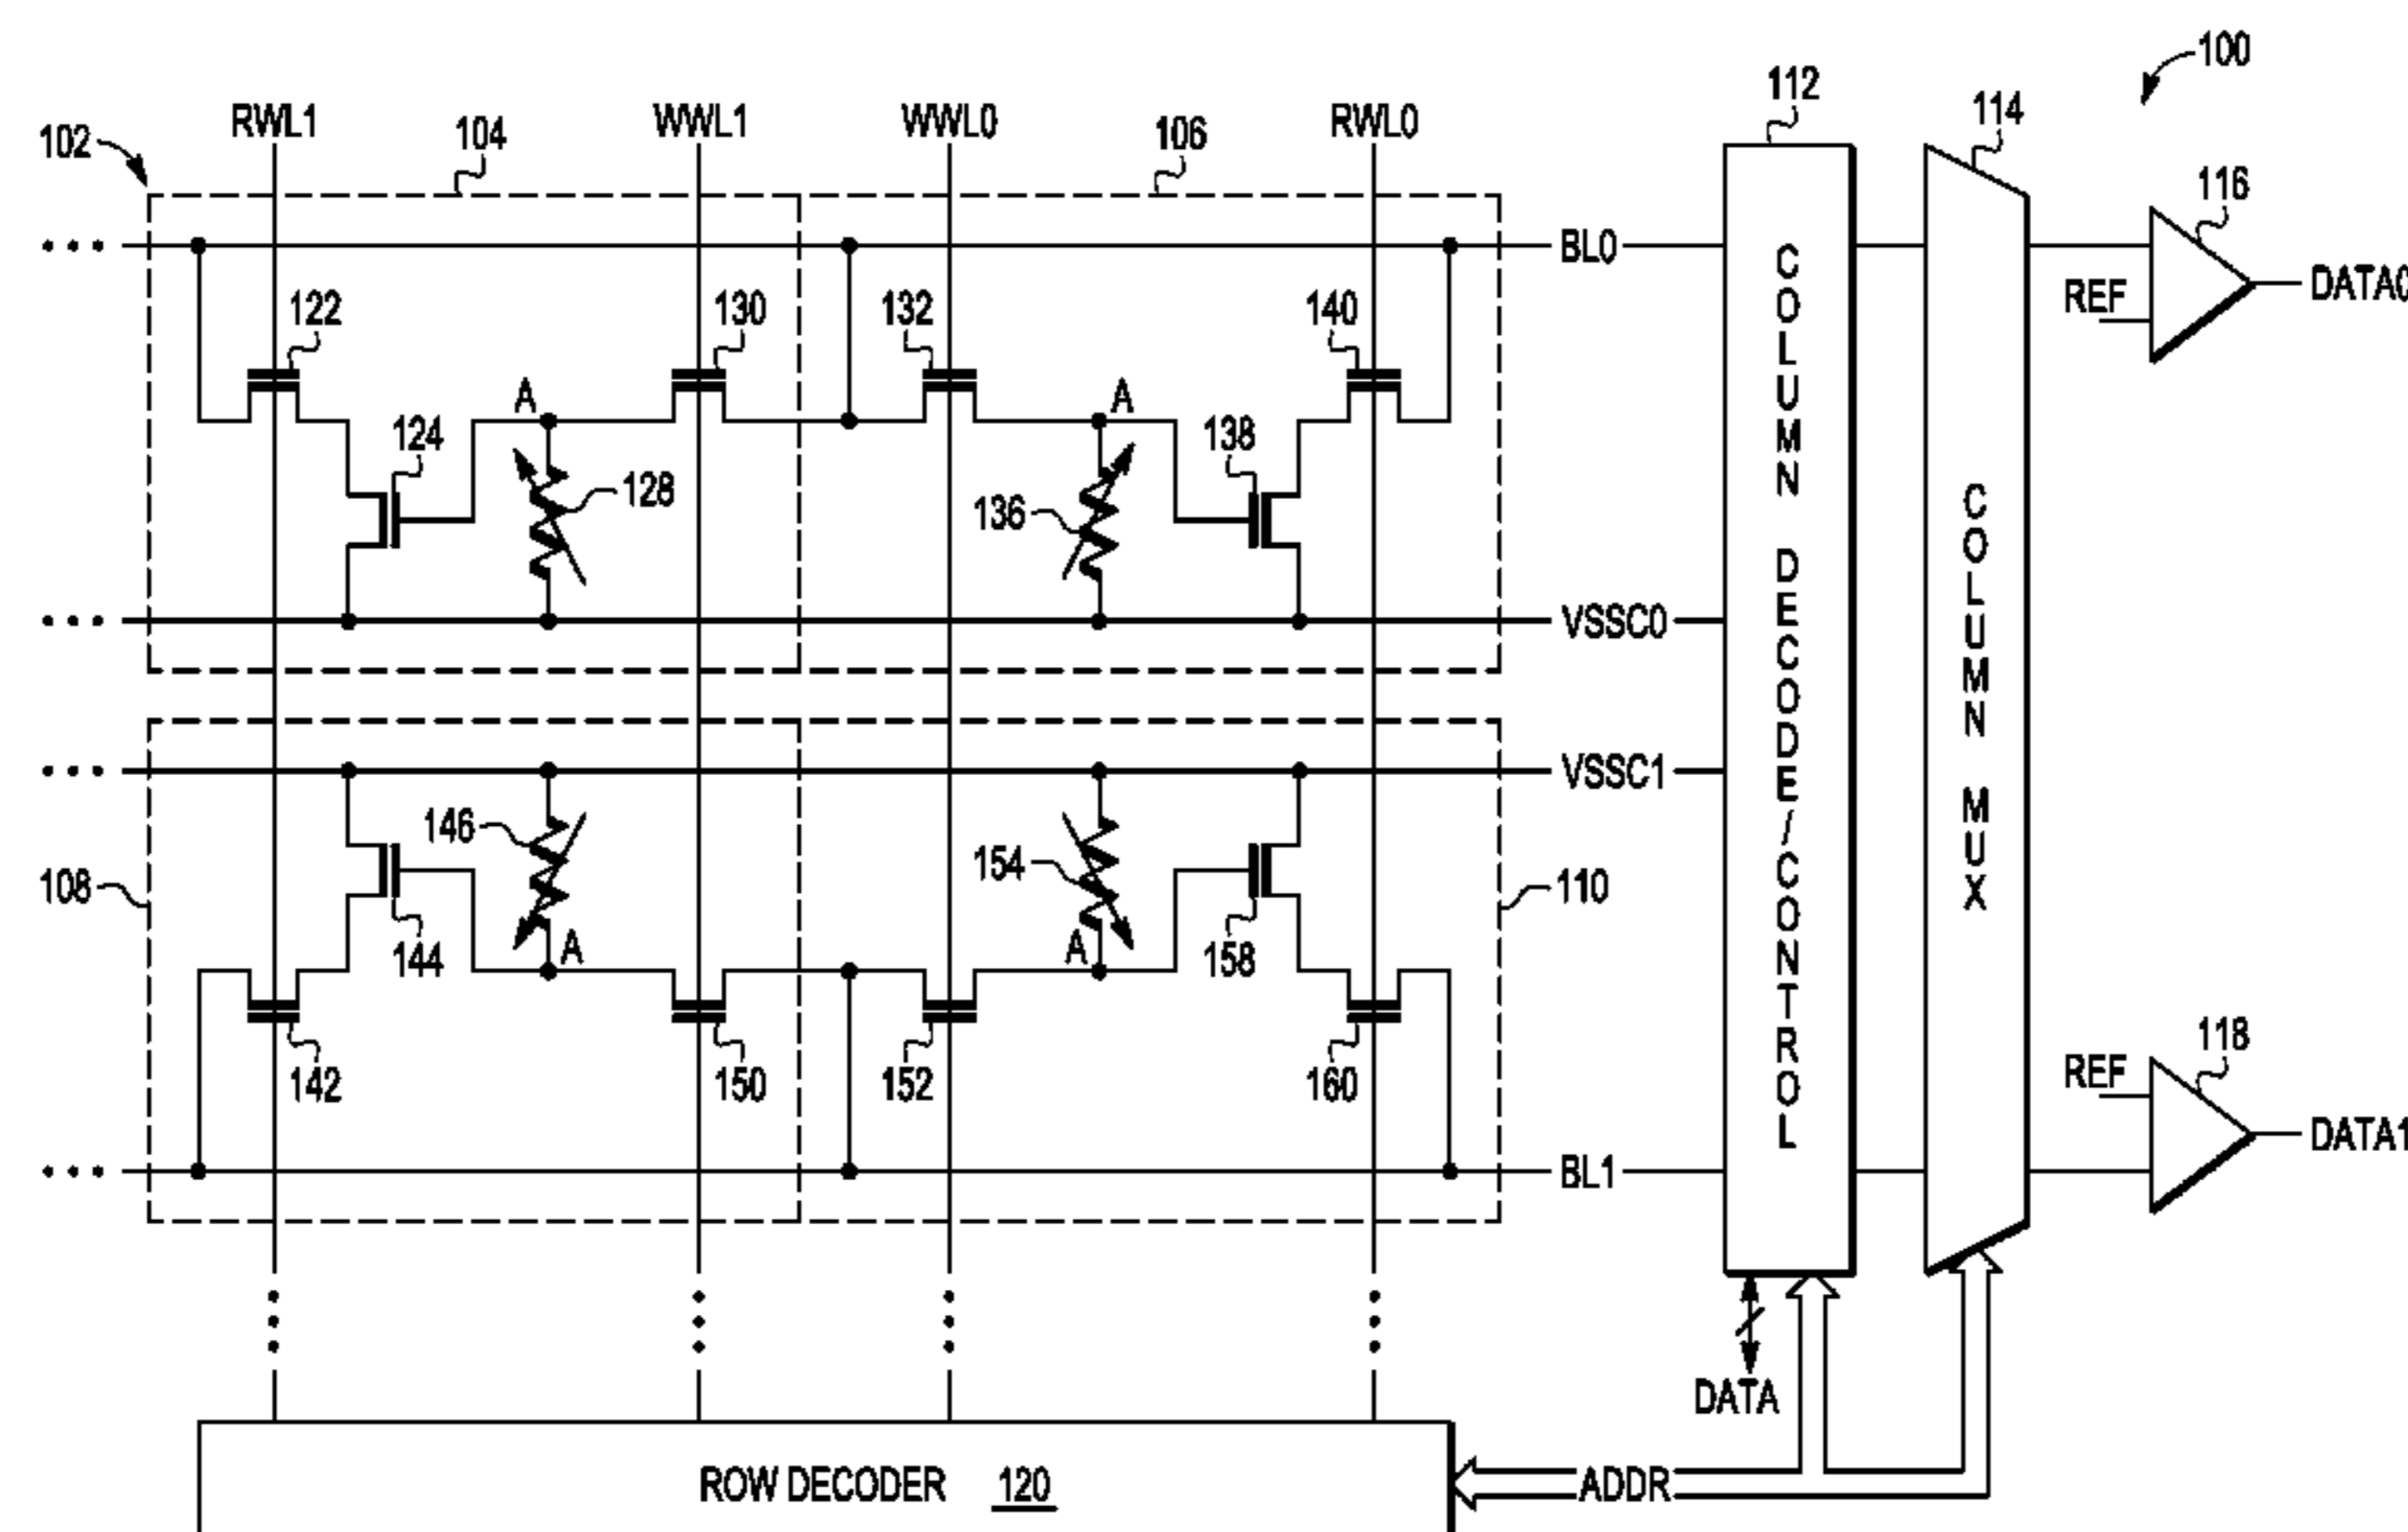 100
112
114
RWL1
104
WWL1
WWL0
106
RWL0
102
116
BL0
REF
DATA0
122
130
132
140
A
A
124
128
136
138
VSSC0
VSSC1
146
154
108
110
144
A
A
158
142
150
152
160
118
REF
DATA1
BL1
COLUMN DECODE/CONTROL
COLUMN MUX
DATA
ROW DECODER 120
ADDR